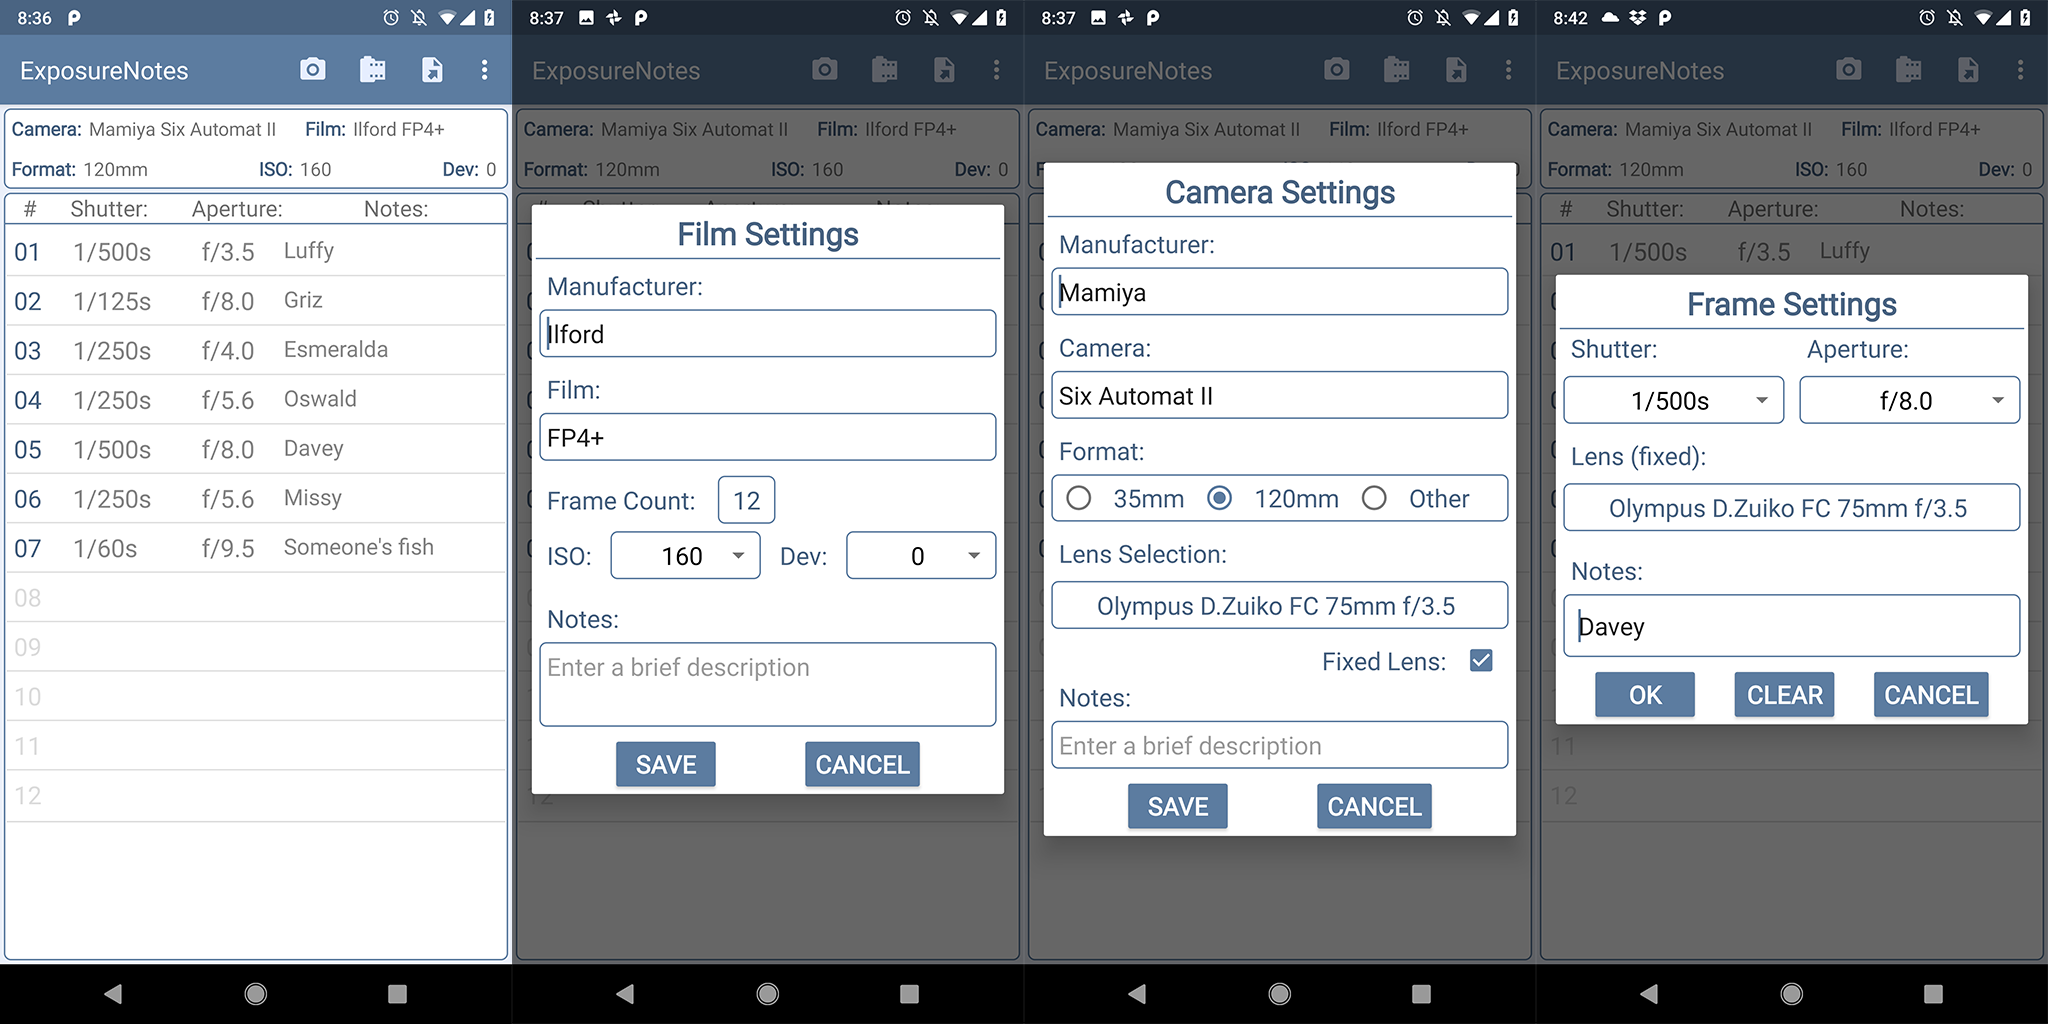 8:36
ExposureNotes
Camera: Mamiya Six Automat II Film: Ilford FP4+
Format: 120mm ISO: 160 Dev: 0
# Shutter: Aperture: Notes:
01 1/500s f/3.5 Luffy
02 1/125s f/8.0 Griz
03 1/250s f/4.0 Esmeralda
04 1/250s f/5.6 Oswald
05 1/500s f/8.0 Davey
06 1/250s f/5.6 Missy
07 1/60s f/9.5 Someone's fish
08
09
10
11
12
8:37
ExposureNotes
Camera: Mamiya Six Automat II Film: Ilford FP4+
Format: 120mm ISO: 160 Dev: 0
Film Settings
Manufacturer:
Ilford
Film:
FP4+
Frame Count: 12
ISO: 160 Dev: 0
Notes:
Enter a brief description
SAVE CANCEL
12
8:37
ExposureNotes
Camera: Mamiya Six Automat II Film: Ilford FP4+
Camera Settings
Manufacturer:
Mamiya
Camera:
Six Automat II
Format:
35mm 120mm Other
Lens Selection:
Olympus D.Zuiko FC 75mm f/3.5
Fixed Lens:
Notes:
Enter a brief description
SAVE CANCEL
8:42
ExposureNotes
Camera: Mamiya Six Automat II Film: Ilford FP4+
Format: 120mm ISO: 160 Dev: 0
# Shutter: Aperture: Notes:
01 1/500s f/3.5 Luffy
Frame Settings
Shutter: Aperture:
1/500s f/8.0
Lens (fixed):
Olympus D.Zuiko FC 75mm f/3.5
Notes:
Davey
OK CLEAR CANCEL
11
12